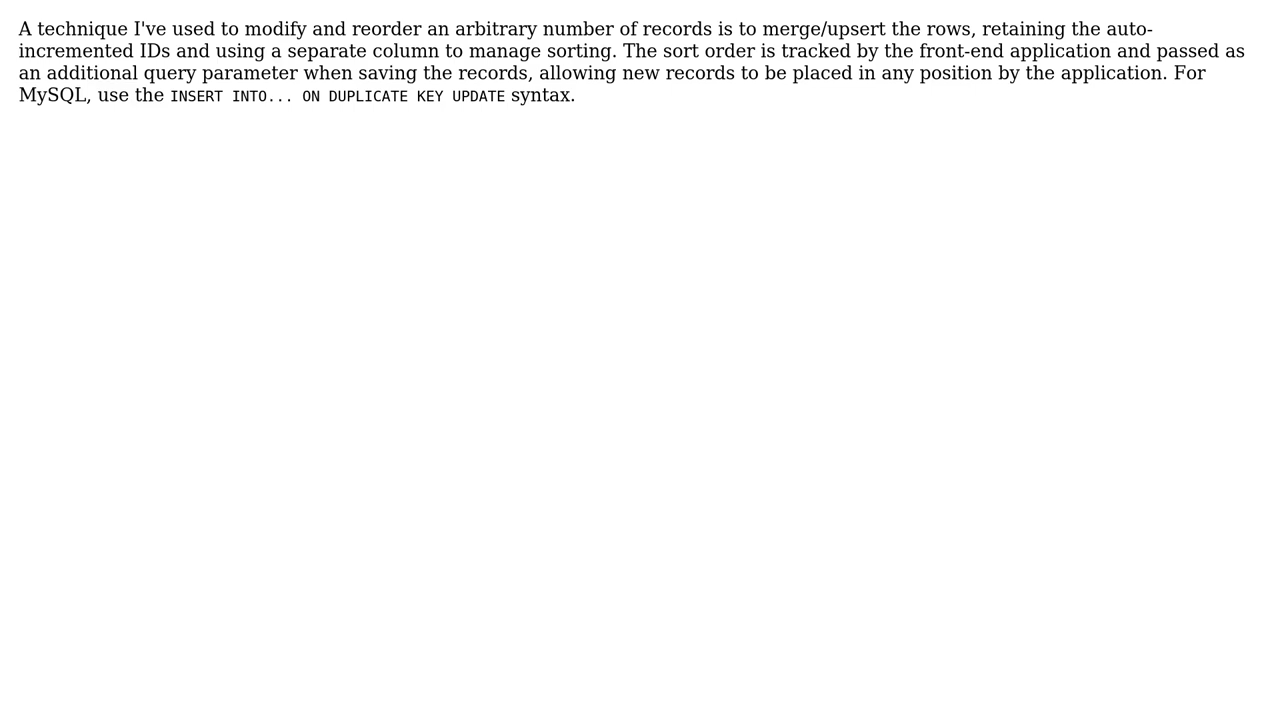 A technique I've used to modify and reorder an arbitrary number of records is to merge/upsert the rows, retaining the auto-
incremented IDs and using a separate column to manage sorting. The sort order is tracked by the front-end application and passed as
an additional query parameter when saving the records, allowing new records to be placed in any position by the application. For
MySQL, use the INSERT INTO... ON DUPLICATE KEY UPDATE syntax.